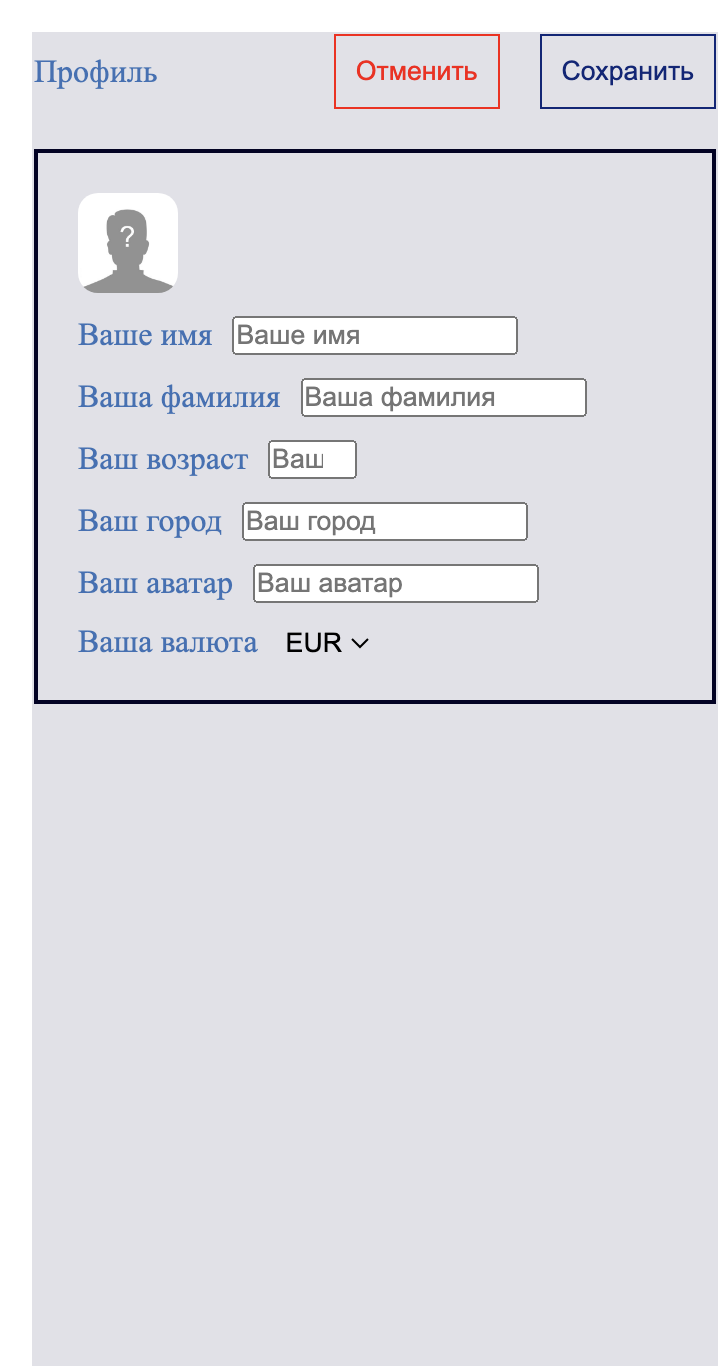 Профиль Отменить Сохранить
?
Ваше имя Ваше имя
Ваша фамилия Ваша фамилия
Ваш возраст Ваш
Ваш город Ваш город
Ваш аватар Ваш аватар
Ваша валюта EUR